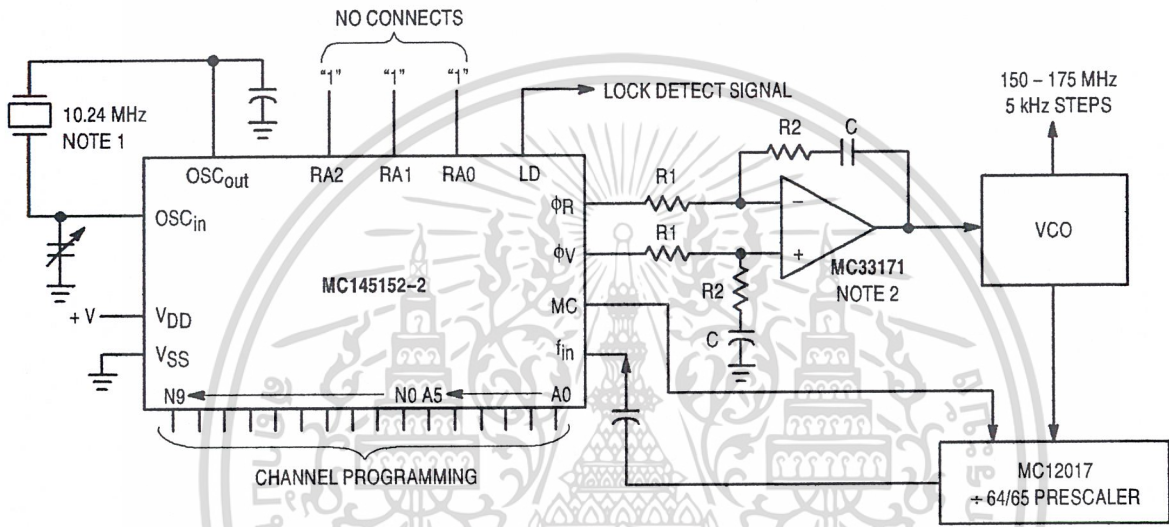 NO CONNECTS
"1" "1" "1"
10.24 MHz
NOTE 1
LOCK DETECT SIGNAL
150 – 175 MHz
5 kHz STEPS
R2 C
OSCout RA2 RA1 RA0 LD
R1
OSCin
ϕR
VCO
R1
ϕV
MC145152–2
MC33171
NOTE 2
R2
MC
+ V
VDD
C
VSS
fin
N9 N0 A5 A0
CHANNEL PROGRAMMING
MC12017
÷ 64/65 PRESCALER